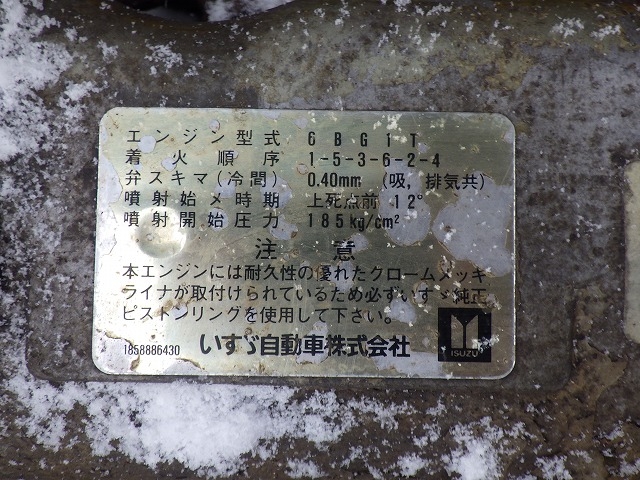 エンジン型式 6BG1T
着火順序 1-5-3-6-2-4
弁スキマ(冷間) 0.40mm (吸,排気共)
噴射始メ時期 上死点前 12°
噴射開始圧力 185kg/cm²
注意
本エンジンには耐久性の優れたクロームメッキ
ライナが取付けられているため必ずいすゞ純正
ピストンリングを使用して下さい。
1858886430 いすゞ自動車株式会社 ISUZU